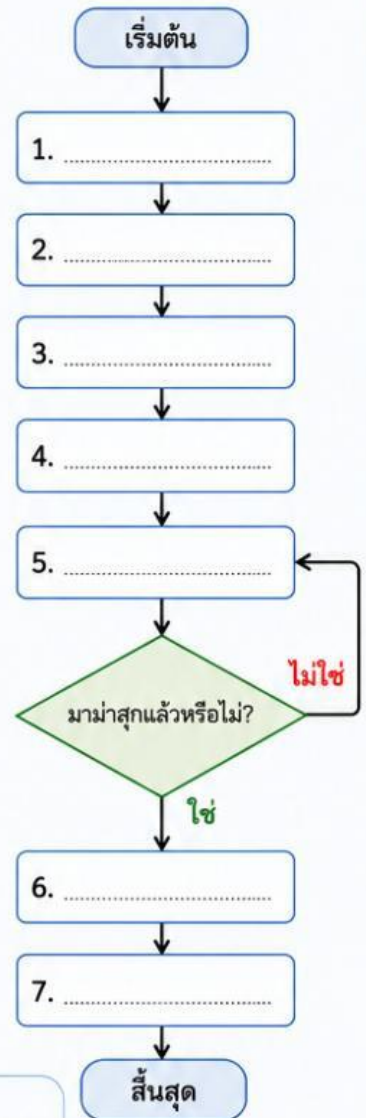 เริ่มต้น
1. ................................................
2. ................................................
3. ................................................
4. ................................................
5. ................................................
ไม่ใช่
มาม่าสุกแล้วหรือไม่?
ใช่
6. ................................................
7. ................................................
สิ้นสุด